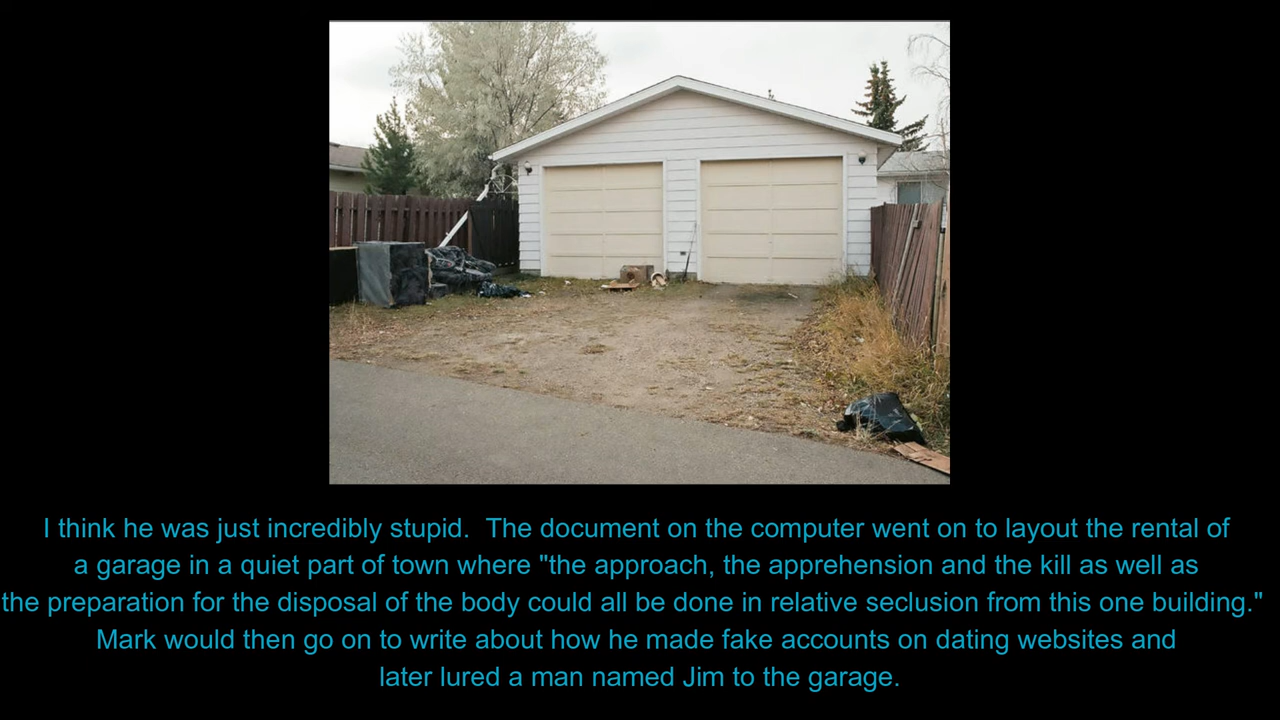 I think he was just incredibly stupid.  The document on the computer went on to layout the rental of
a garage in a quiet part of town where "the approach, the apprehension and the kill as well as
the preparation for the disposal of the body could all be done in relative seclusion from this one building."
Mark would then go on to write about how he made fake accounts on dating websites and
later lured a man named Jim to the garage.